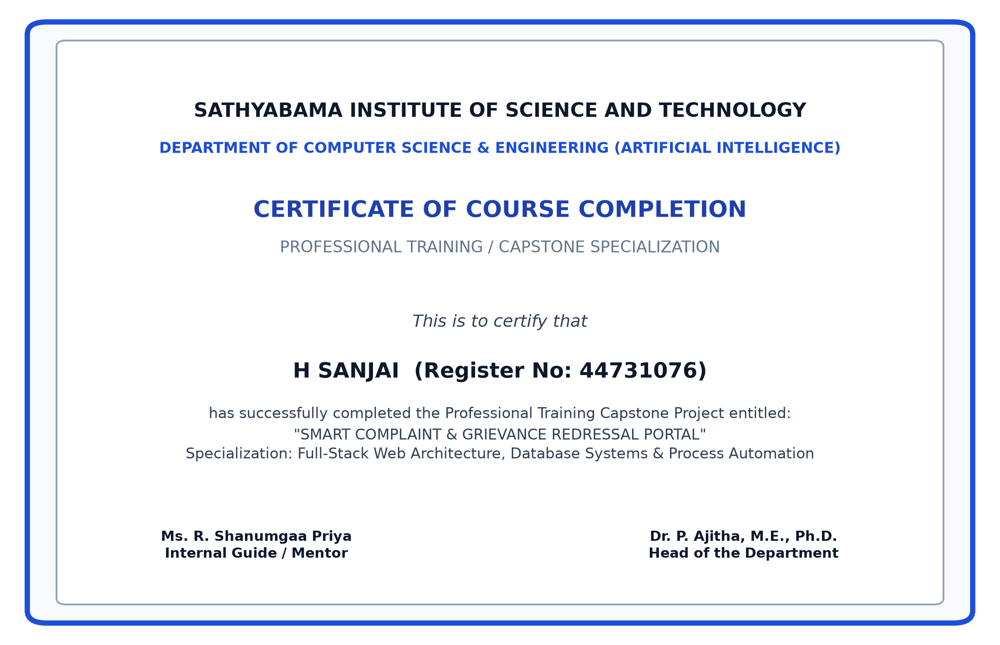 SATHYABAMA INSTITUTE OF SCIENCE AND TECHNOLOGY
DEPARTMENT OF COMPUTER SCIENCE & ENGINEERING (ARTIFICIAL INTELLIGENCE)
CERTIFICATE OF COURSE COMPLETION
PROFESSIONAL TRAINING / CAPSTONE SPECIALIZATION
This is to certify that
H SANJAI (Register No: 44731076)
has successfully completed the Professional Training Capstone Project entitled:
"SMART COMPLAINT & GRIEVANCE REDRESSAL PORTAL"
Specialization: Full-Stack Web Architecture, Database Systems & Process Automation
Ms. R. Shanumgaa Priya
Internal Guide / Mentor
Dr. P. Ajitha, M.E., Ph.D.
Head of the Department